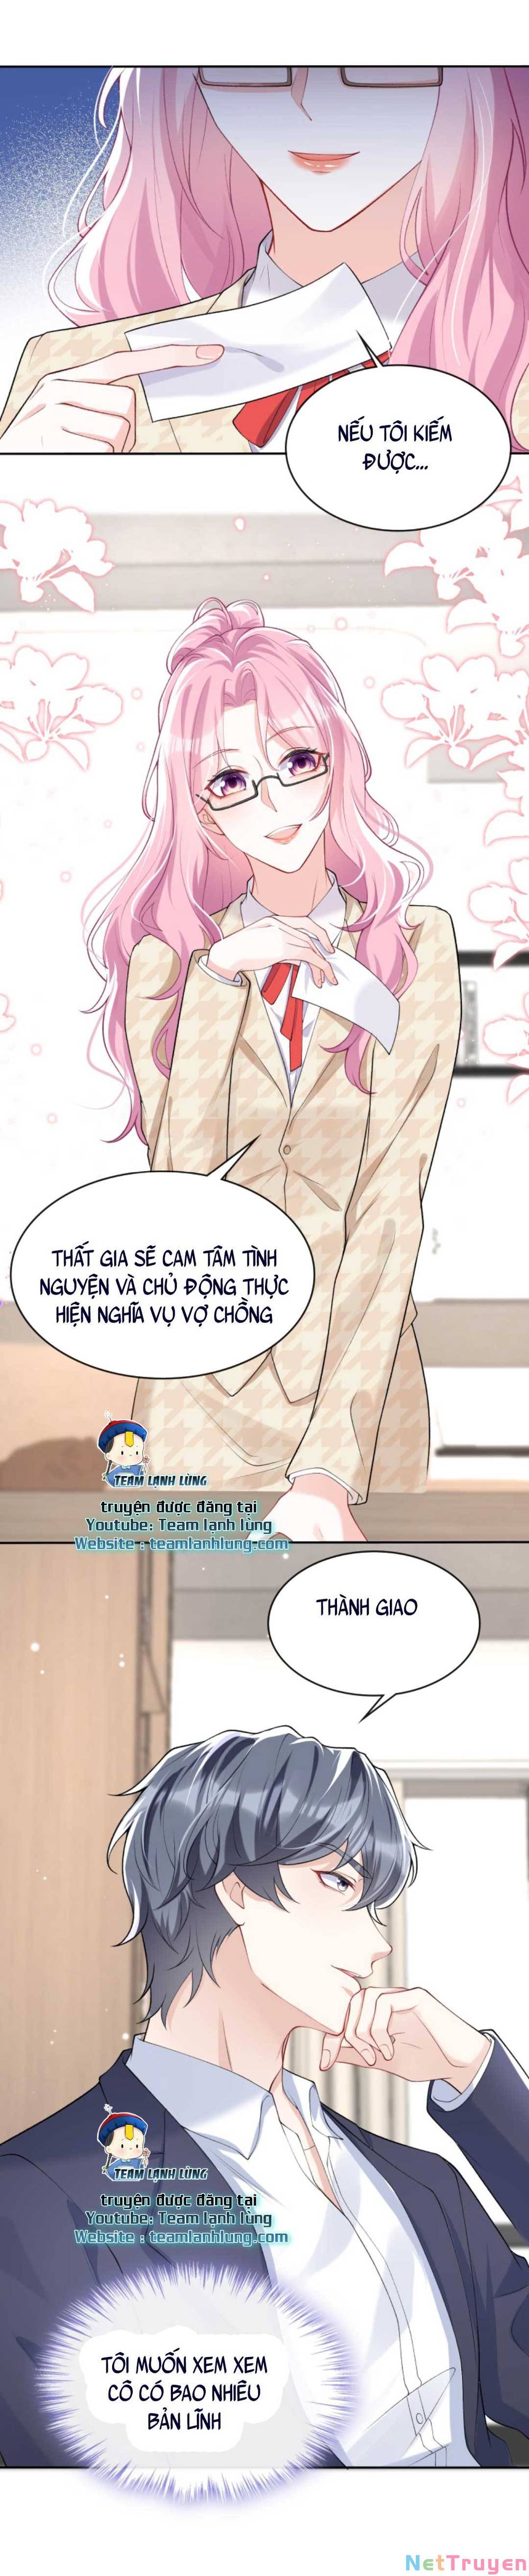 NẾU TÔI KIẾM
ĐƯỢC...
THẤT GIA SẼ CAM TÂM TÌNH
NGUYỆN VÀ CHỦ ĐỘNG THỰC
HIỆN NGHĨA VỤ VỢ CHỒNG
TEAM LẠNH LÙNG
truyện được đăng tại
Youtube: Team lạnh lùng
Website : teamlanhlung.com
THÀNH GIAO
TEAM LẠNH LÙNG
truyện được đăng tại
Youtube: Team lạnh lùng
Website : teamlanhlung.com
TÔI MUỐN XEM XEM
CÔ CÓ BAO NHIÊU
BẢN LĨNH
NetTruyen